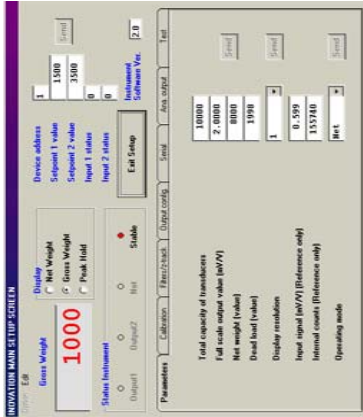 INOVATION MAIN SETUP SCREEN
Edit
Gross Weight
1000
Display
Net Weight
Gross Weight
Peak Hold
Device address
1
Setpoint 1 value
1500
Setpoint 2 value
3500
Send
Input 1 status
0
Input 2 status
0
Status Instrument
Output1
Output2
Net
Stable
Exit Setup
Instrument
Software Ver.
2.0
Parameters
Calibration
Filters/z-track
Output config.
Serial
Ana. output
Test
Total capacity of transducers
10000
Full scale output value (mV/V)
2.0000
Net weight (value)
8000
Send
Dead load (value)
1990
Display resolution
1
Send
Input signal (mV/V) (Reference only)
0.599
Internal counts (Reference only)
155740
Operating mode
Net
Send